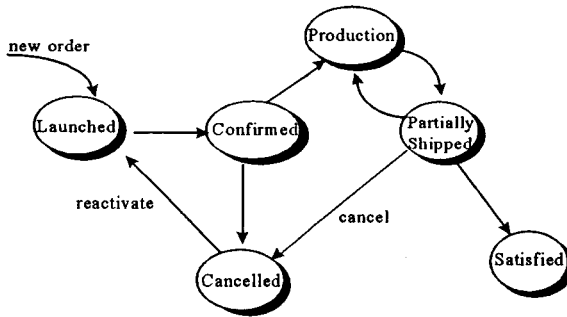 new order
Production
Launched
Confirmed
Partially
Shipped
reactivate
cancel
Cancelled
Satisfied